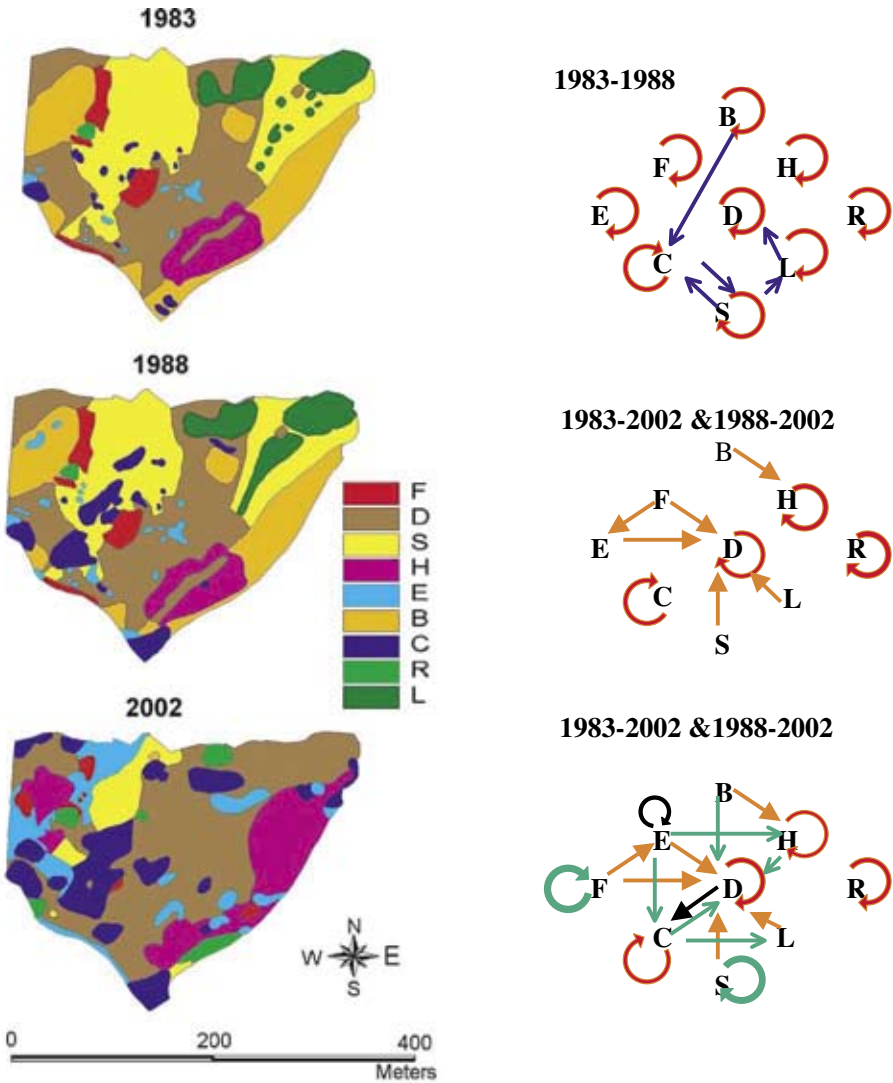 1983
1988
F
D
S
H
E
B
C
R
L
2002
N
W E
S
0 200 400
Meters
1983-1988
B
F H
E D R
C L
S
1983-2002 &1988-2002
B
F H
E D R
C L
S
1983-2002 &1988-2002
B
E H
F D R
C L
S